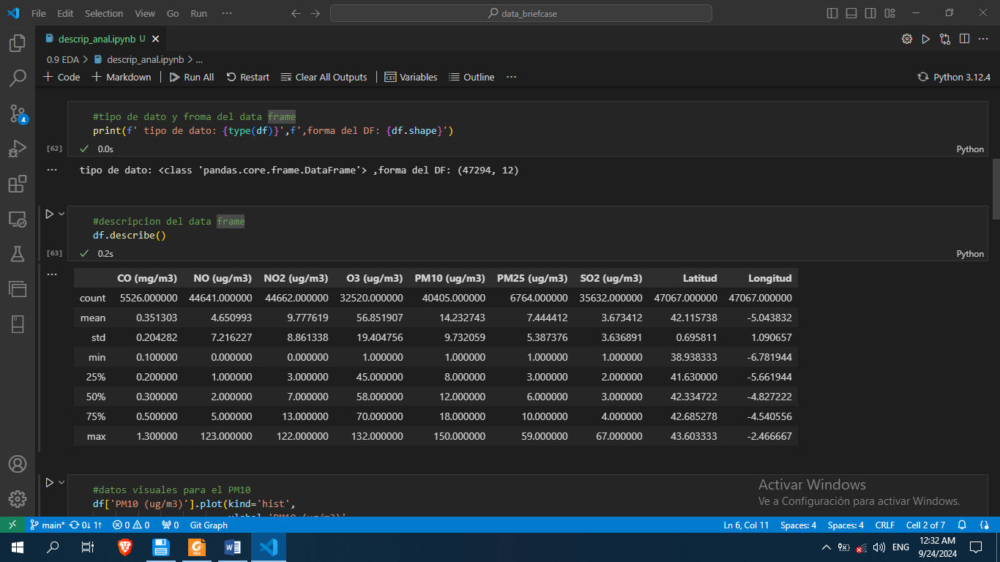 File Edit Selection View Go Run ··· data_briefcase
descrip_anal.ipynb U
0.9 EDA > descrip_anal.ipynb > ...
+ Code + Markdown Run All Restart Clear All Outputs Variables Outline ··· Python 3.12.4
#tipo de dato y froma del data frame
print(f' tipo de dato: {type(df)}',f',forma del DF: {df.shape}')
[62] 0.0s Python
tipo de dato: <class 'pandas.core.frame.DataFrame'> ,forma del DF: (47294, 12)
#descripcion del data frame
df.describe()
[63] 0.2s Python
CO (mg/m3) NO (ug/m3) NO2 (ug/m3) O3 (ug/m3) PM10 (ug/m3) PM25 (ug/m3) SO2 (ug/m3) Latitud Longitud
count 5526.000000 44641.000000 44662.000000 32520.000000 40405.000000 6764.000000 35632.000000 47067.000000 47067.000000
mean 0.351303 4.650993 9.777619 56.851907 14.232743 7.444412 3.673412 42.115738 -5.043832
std 0.204282 7.216227 8.861338 19.404756 9.732059 5.387376 3.636891 0.695811 1.090657
min 0.100000 0.000000 0.000000 1.000000 1.000000 1.000000 1.000000 38.938333 -6.781944
25% 0.200000 1.000000 3.000000 45.000000 8.000000 3.000000 2.000000 41.630000 -5.661944
50% 0.300000 2.000000 7.000000 58.000000 12.000000 6.000000 3.000000 42.334722 -4.827222
75% 0.500000 5.000000 13.000000 70.000000 18.000000 10.000000 4.000000 42.685278 -4.540556
max 1.300000 123.000000 122.000000 132.000000 150.000000 59.000000 67.000000 43.603333 -2.466667
#datos visuales para el PM10
df['PM10 (ug/m3)'].plot(kind='hist',
Activar Windows
Ve a Configuración para activar Windows.
4
main* 0↓ 1↑ 0 0 0 Git Graph Ln 6, Col 11 Spaces: 4 Spaces: 4 CRLF Cell 2 of 7
ENG 12:32 AM
9/24/2024